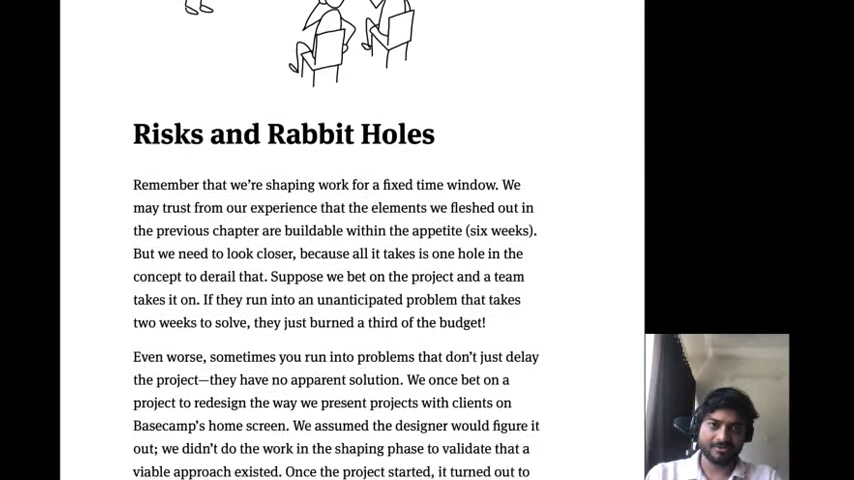 Risks and Rabbit Holes
Remember that we're shaping work for a fixed time window. We
may trust from our experience that the elements we fleshed out in
the previous chapter are buildable within the appetite (six weeks).
But we need to look closer, because all it takes is one hole in the
concept to derail that. Suppose we bet on the project and a team
takes it on. If they run into an unanticipated problem that takes
two weeks to solve, they just burned a third of the budget!
Even worse, sometimes you run into problems that don't just delay
the project—they have no apparent solution. We once bet on a
project to redesign the way we present projects with clients on
Basecamp's home screen. We assumed the designer would figure it
out; we didn't do the work in the shaping phase to validate that a
viable approach existed. Once the project started, it turned out to